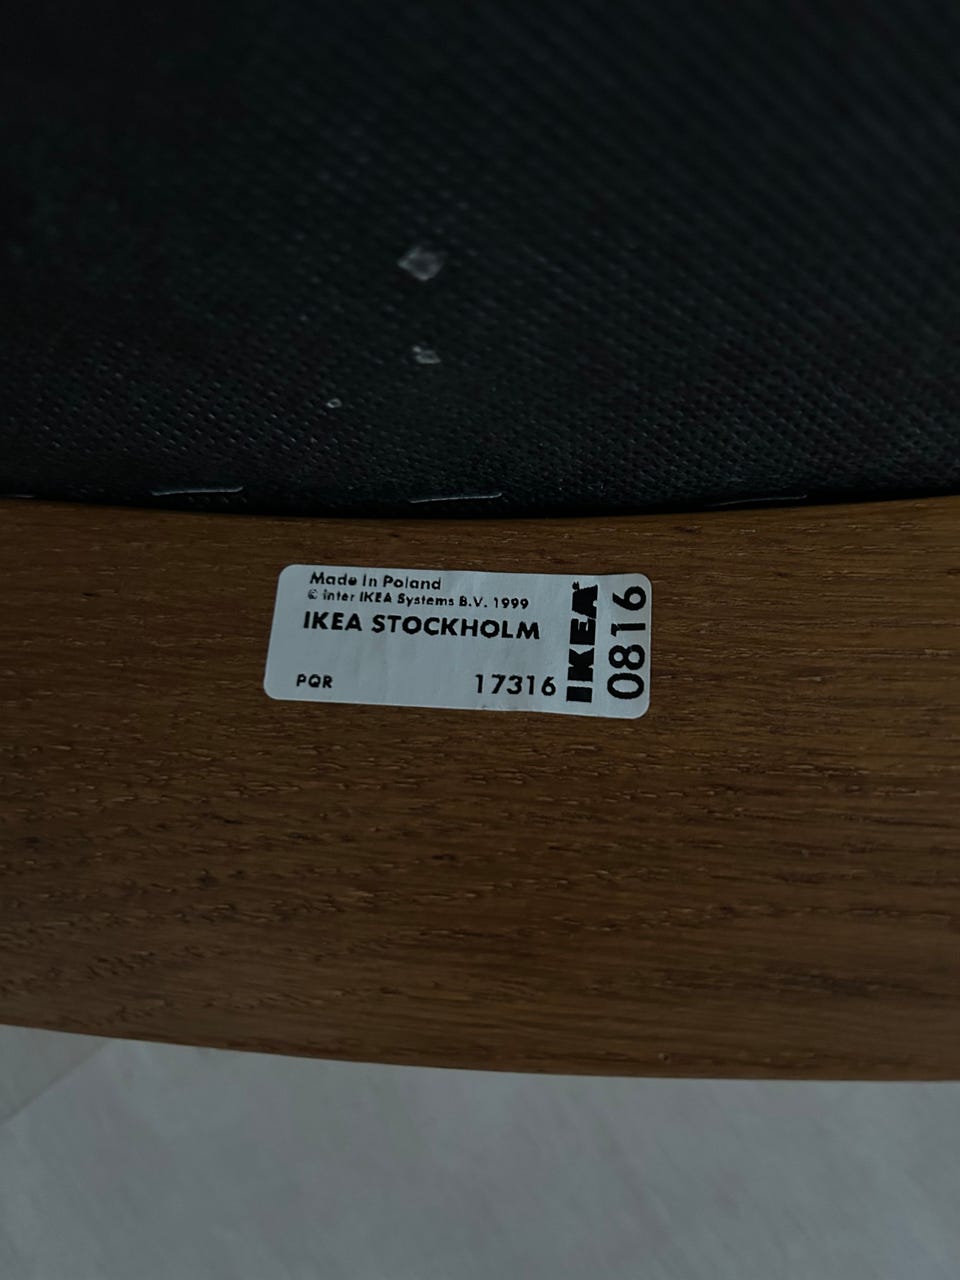 Made in Poland
© Inter IKEA Systems B.V. 1999
IKEA STOCKHOLM
PQR
17316
IKEA®
0816